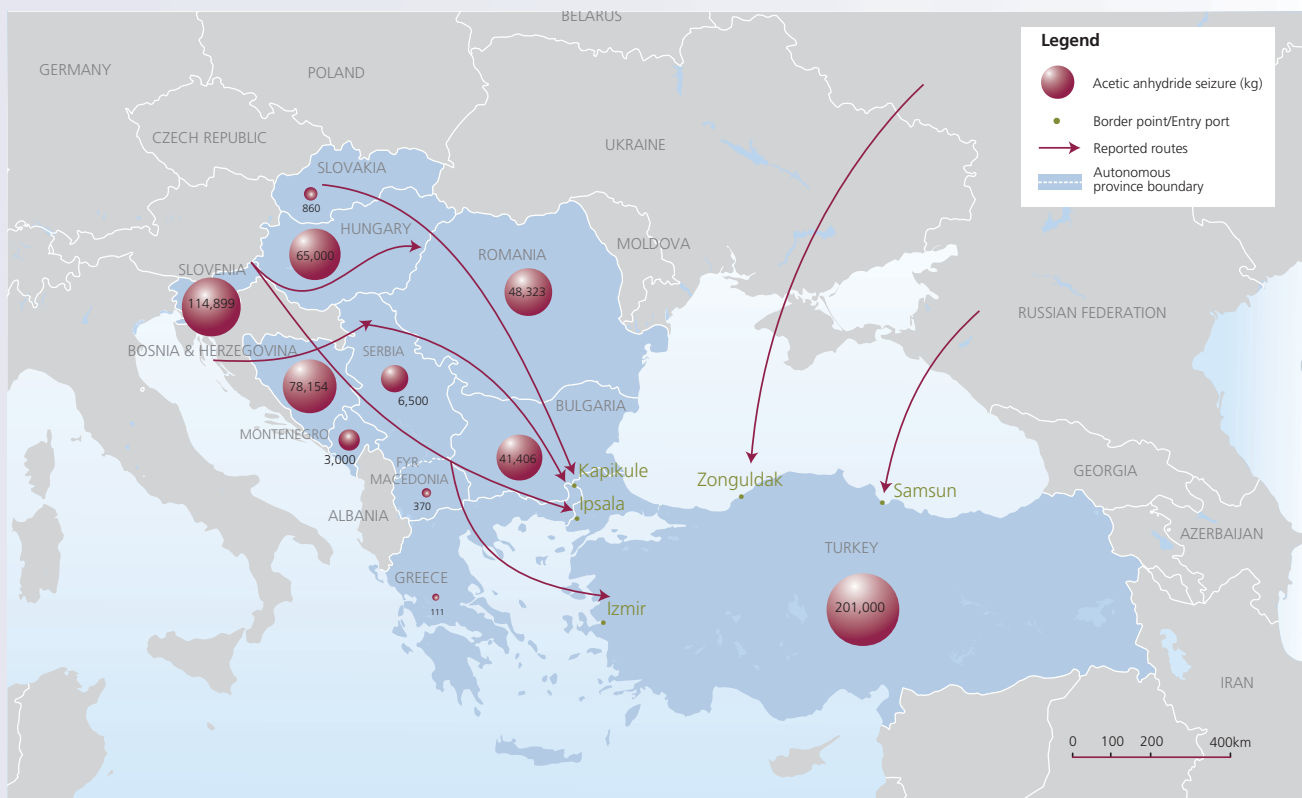 BELARUS
Legend
Acetic anhydride seizure (kg)
Border point/Entry port
Reported routes
Autonomous
province boundary
GERMANY
POLAND
CZECH REPUBLIC
UKRAINE
SLOVAKIA
860
HUNGARY
65,000
MOLDOVA
ROMANIA
48,323
SLOVENIA
114,899
RUSSIAN FEDERATION
BOSNIA & HERZEGOVINA
78,154
SERBIA
6,500
BULGARIA
41,406
MONTENEGRO
3,000
FYR
MACEDONIA
370
ALBANIA
Kapikule
Ipsala
Zonguldak
Samsun
GEORGIA
AZERBAIJAN
TURKEY
201,000
GREECE
111
Izmir
IRAN
0 100 200 400km